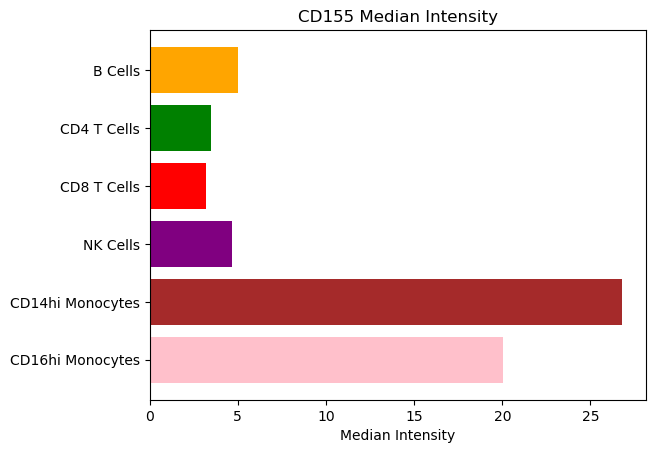 CD155 Median Intensity
B Cells
CD4 T Cells
CD8 T Cells
NK Cells
CD14hi Monocytes
CD16hi Monocytes
0 5 10 15 20 25
Median Intensity